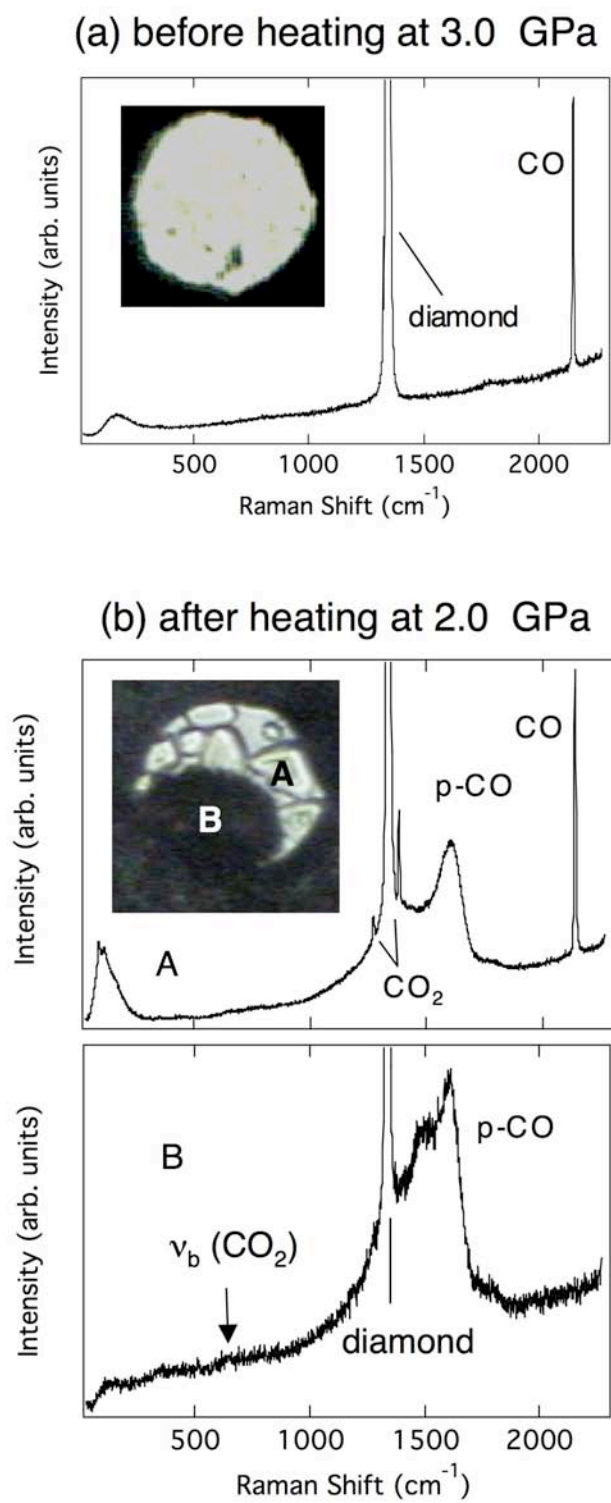 (a) before heating at 3.0 GPa
CO
diamond
Intensity (arb. units)
500 1000 1500 2000
Raman Shift (cm⁻¹)
(b) after heating at 2.0 GPa
CO
p-CO
A
B
A
CO₂
Intensity (arb. units)
B
p-CO
νb (CO₂)
diamond
Intensity (arb. units)
500 1000 1500 2000
Raman Shift (cm⁻¹)